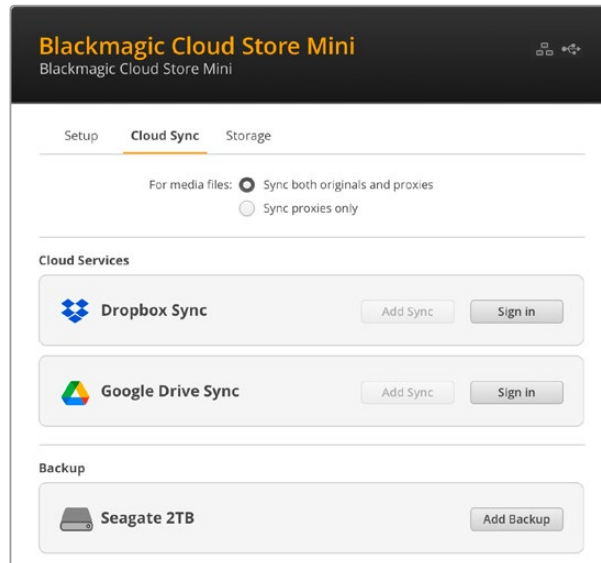 Blackmagic Cloud Store Mini
Blackmagic Cloud Store Mini
Setup Cloud Sync Storage
For media files: Sync both originals and proxies
Sync proxies only
Cloud Services
Dropbox Sync Add Sync Sign in
Google Drive Sync Add Sync Sign in
Backup
Seagate 2TB Add Backup